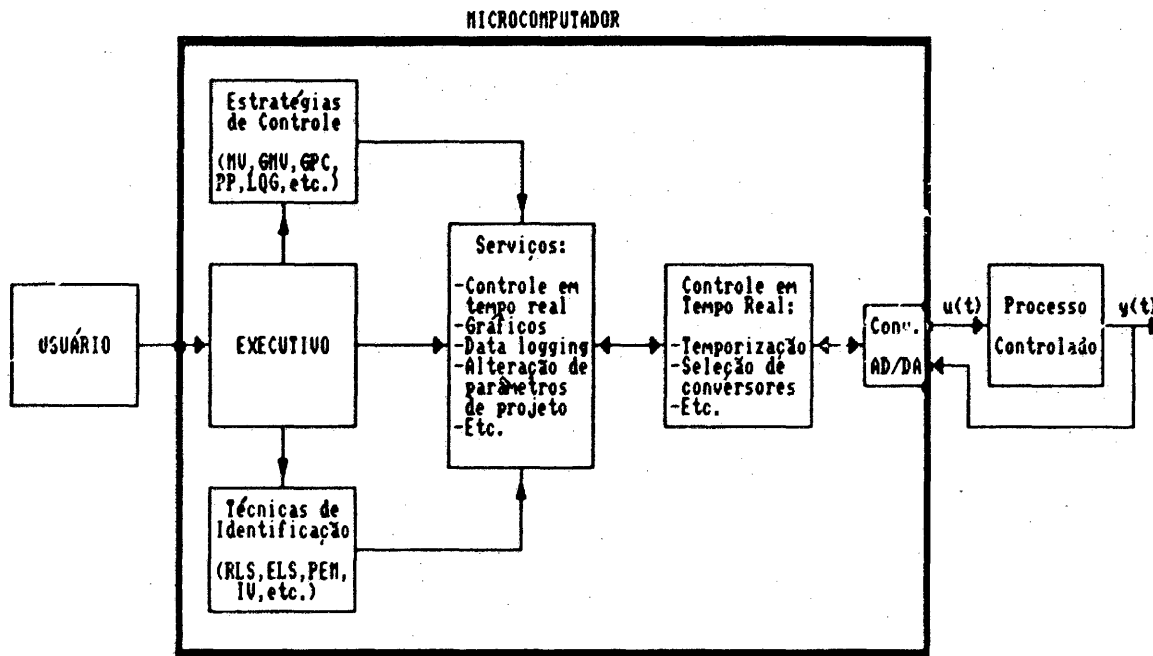 MICROCOMPUTADOR
Estratégias
de Controle
(MV,GMV,GPC,
PP,LQG,etc.)
USUÁRIO
EXECUTIVO
Serviços:
-Controle em
tempo real
-Gráficos
-Data logging
-Alteração de
parâmetros
de projeto
-Etc.
Controle em
Tempo Real:
-Temporização
-Seleção de
conversores
-Etc.
Conv.
AD/DA
u(t)
Processo
Controlado
y(t)
Técnicas de
Identificação
(RLS,ELS,PEM,
IV,etc.)